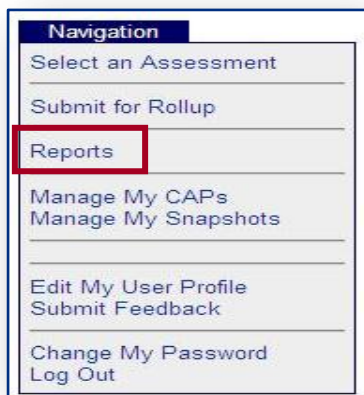 Navigation
Select an Assessment
Submit for Rollup
Reports
Manage My CAPs
Manage My Snapshots
Edit My User Profile
Submit Feedback
Change My Password
Log Out